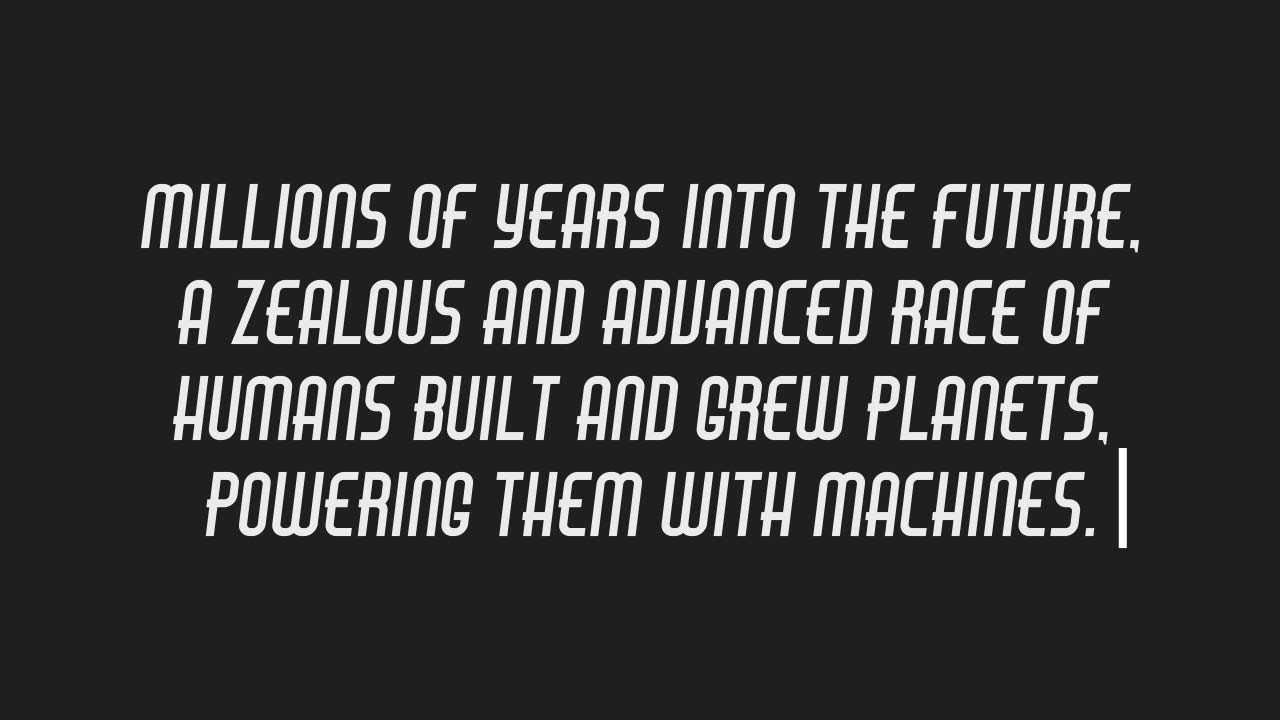 MILLIONS OF YEARS INTO THE FUTURE,
A ZEALOUS AND ADVANCED RACE OF
HUMANS BUILT AND GREW PLANETS,
POWERING THEM WITH MACHINES.